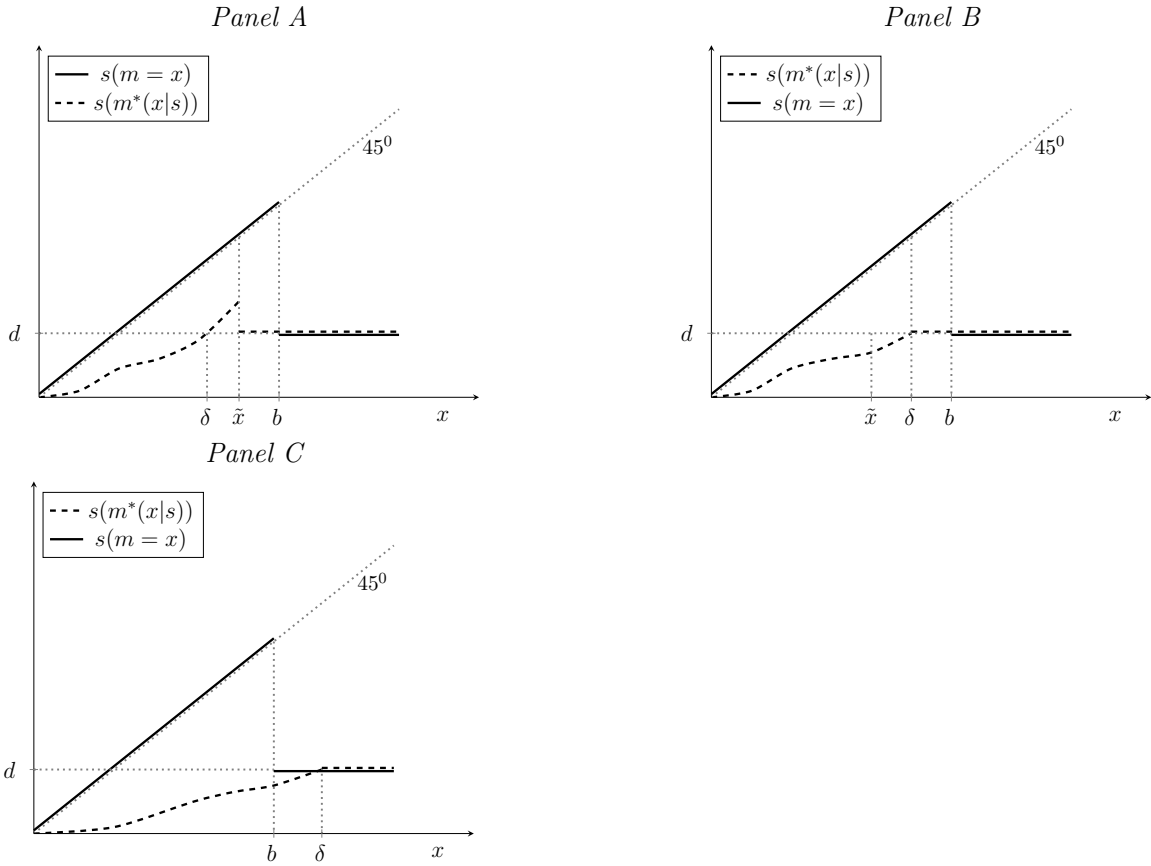 Panel A
s(m = x)
s(m*(x|s))
45⁰
d
δ x̃ b x
Panel B
s(m*(x|s))
s(m = x)
45⁰
d
x̃ δ b x
Panel C
s(m*(x|s))
s(m = x)
45⁰
d
b δ x